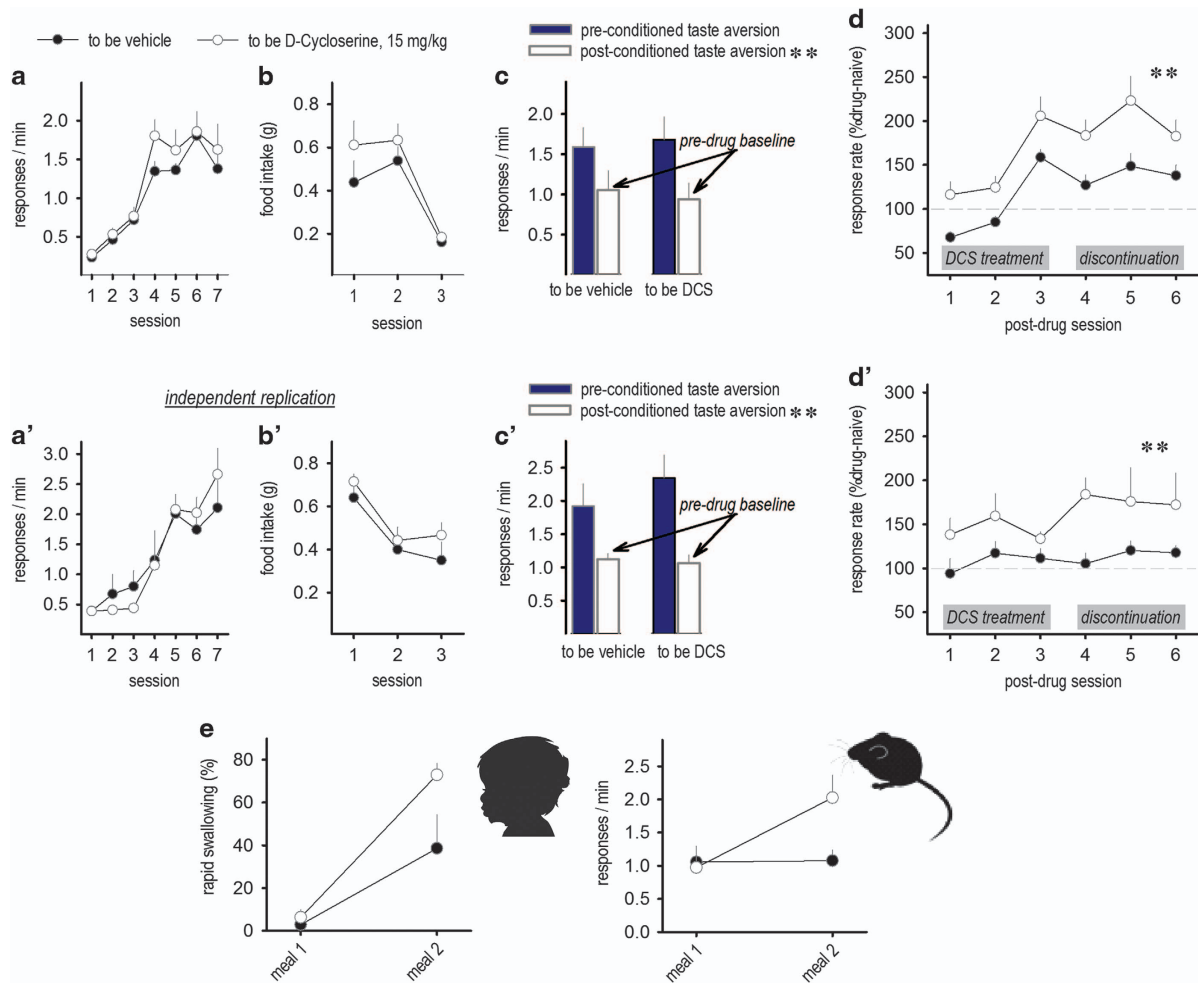 to be vehicle
to be D-Cycloserine, 15 mg/kg
a
responses / min
2.0
1.5
1.0
0.5
1 2 3 4 5 6 7
session
b
food intake (g)
0.8
0.6
0.4
0.2
1 2 3
session
pre-conditioned taste aversion
post-conditioned taste aversion **
c
responses / min
2.0
1.5
1.0
0.5
pre-drug baseline
to be vehicle to be DCS
d
response rate (%drug-naive)
300
250
200
150
100
50
**
DCS treatment discontinuation
1 2 3 4 5 6
post-drug session
independent replication
a'
responses / min
3.0
2.5
2.0
1.5
1.0
0.5
1 2 3 4 5 6 7
session
b'
food intake (g)
0.8
0.6
0.4
0.2
1 2 3
session
pre-conditioned taste aversion
post-conditioned taste aversion **
c'
responses / min
2.5
2.0
1.5
1.0
0.5
pre-drug baseline
to be vehicle to be DCS
d'
response rate (%drug-naive)
300
250
200
150
100
50
**
DCS treatment discontinuation
1 2 3 4 5 6
post-drug session
e
rapid swallowing (%)
80
60
40
20
0
meal 1 meal 2
responses / min
2.5
2.0
1.5
1.0
0.5
0.0
meal 1 meal 2